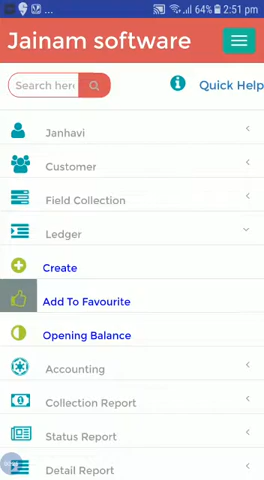 64% 2:51 pm
Jainam software
Search here
Quick Help
Janhavi
Customer
Field Collection
Ledger
Create
Add To Favourite
Opening Balance
Accounting
Collection Report
Status Report
Detail Report